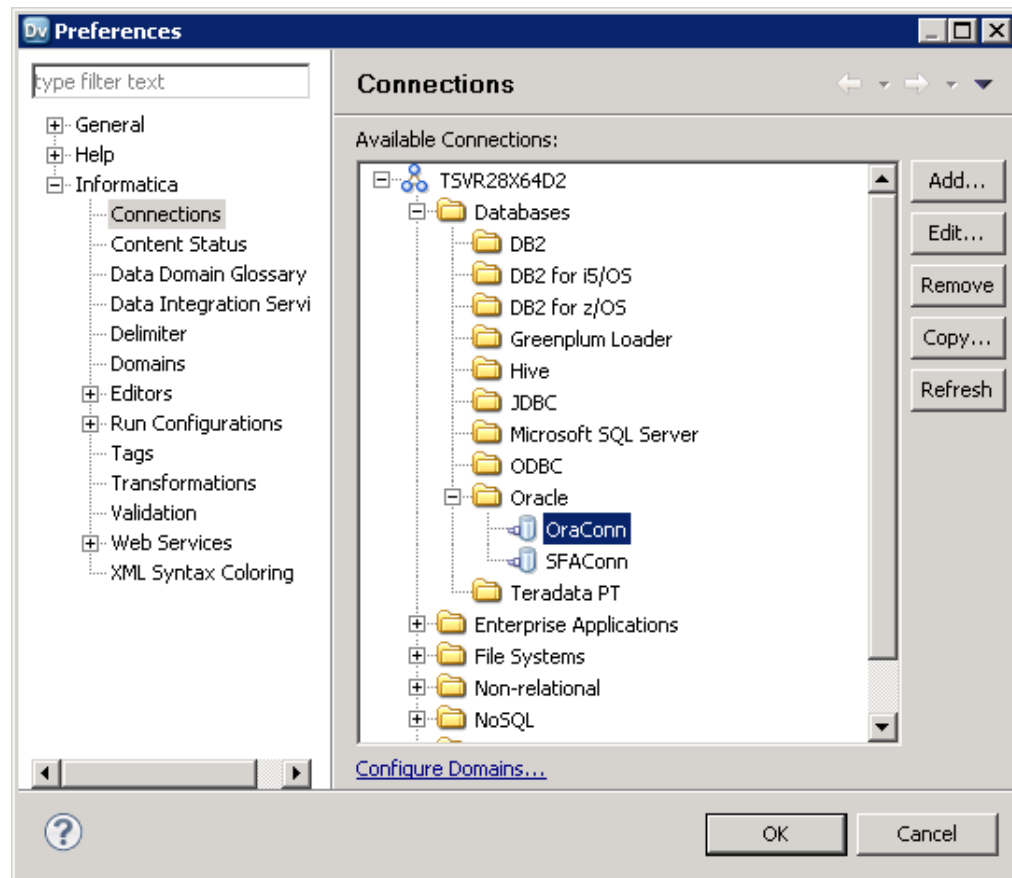 Dv Preferences
type filter text
General
Help
Informatica
Connections
Content Status
Data Domain Glossary
Data Integration Servi
Delimiter
Domains
Editors
Run Configurations
Tags
Transformations
Validation
Web Services
XML Syntax Coloring
Connections
Available Connections:
TSVR28X64D2
Databases
DB2
DB2 for i5/OS
DB2 for z/OS
Greenplum Loader
Hive
JDBC
Microsoft SQL Server
ODBC
Oracle
OraConn
SFAConn
Teradata PT
Enterprise Applications
File Systems
Non-relational
NoSQL
Add...
Edit...
Remove
Copy...
Refresh
Configure Domains...
?
OK
Cancel